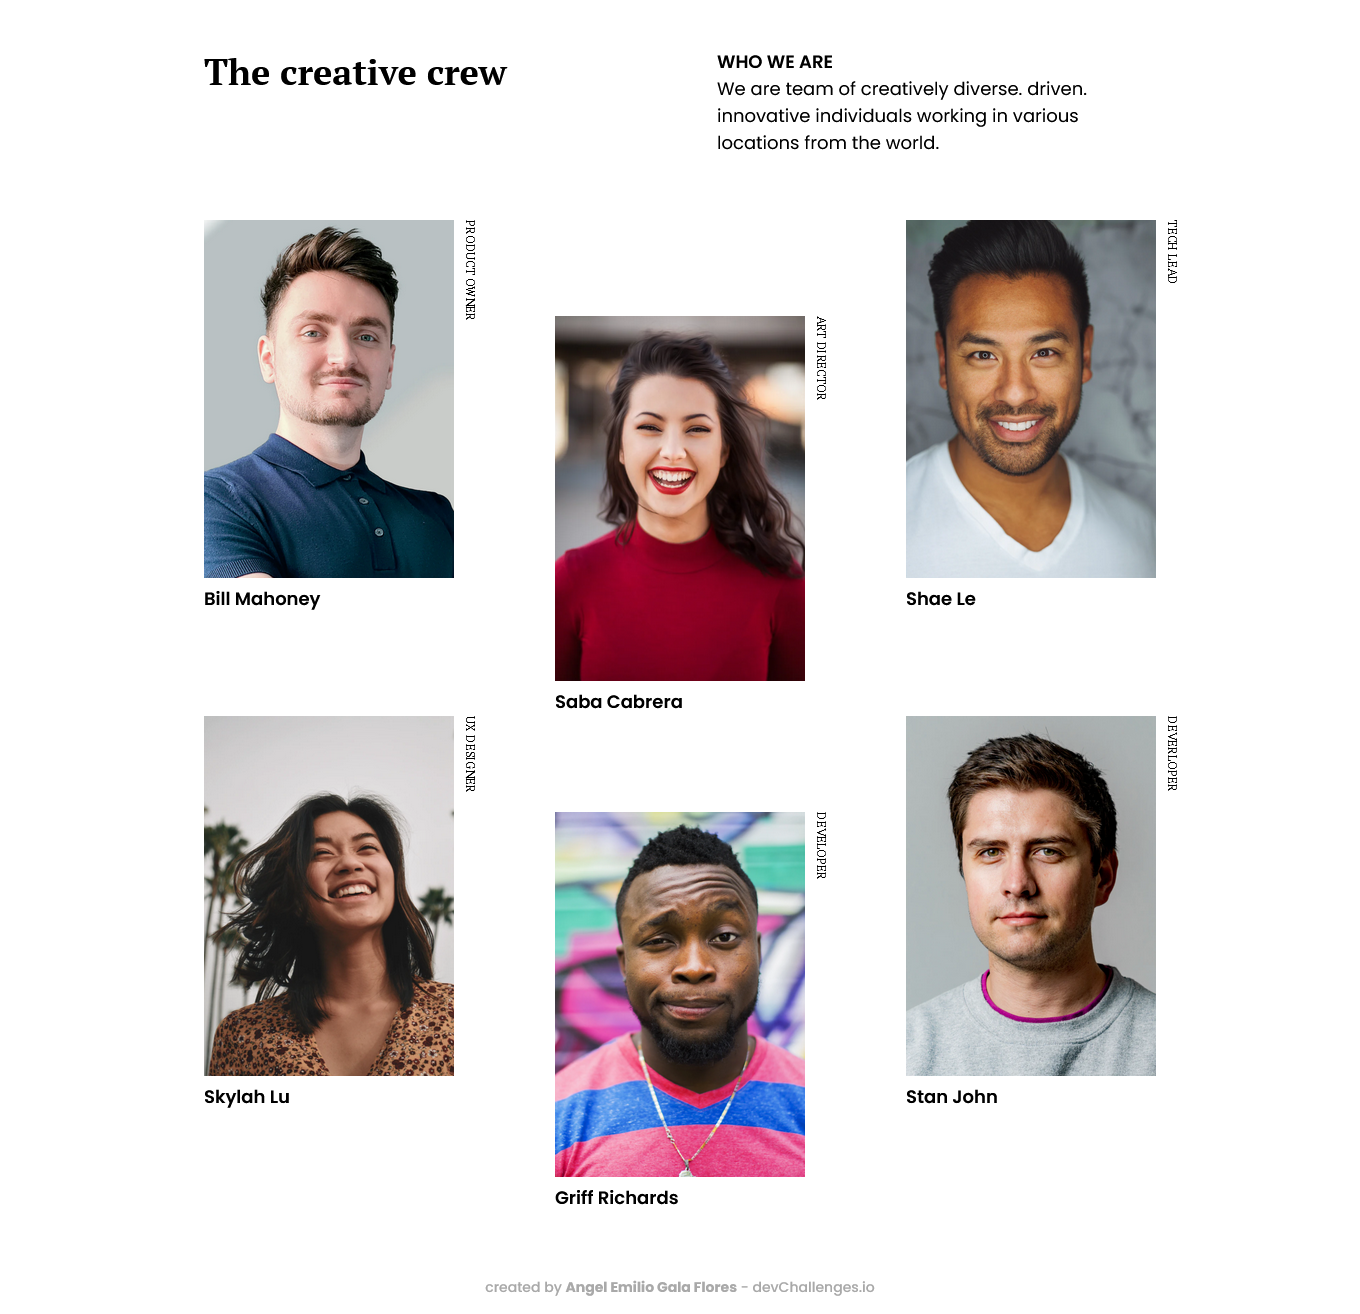 The creative crew
WHO WE ARE
We are team of creatively diverse. driven.
innovative individuals working in various
locations from the world.
PRODUCT OWNER
Bill Mahoney
ART DIRECTOR
Saba Cabrera
TECH LEAD
Shae Le
UX DESIGNER
Skylah Lu
DEVELOPER
Griff Richards
DEVERLOPER
Stan John
created by Angel Emilio Gala Flores - devChallenges.io